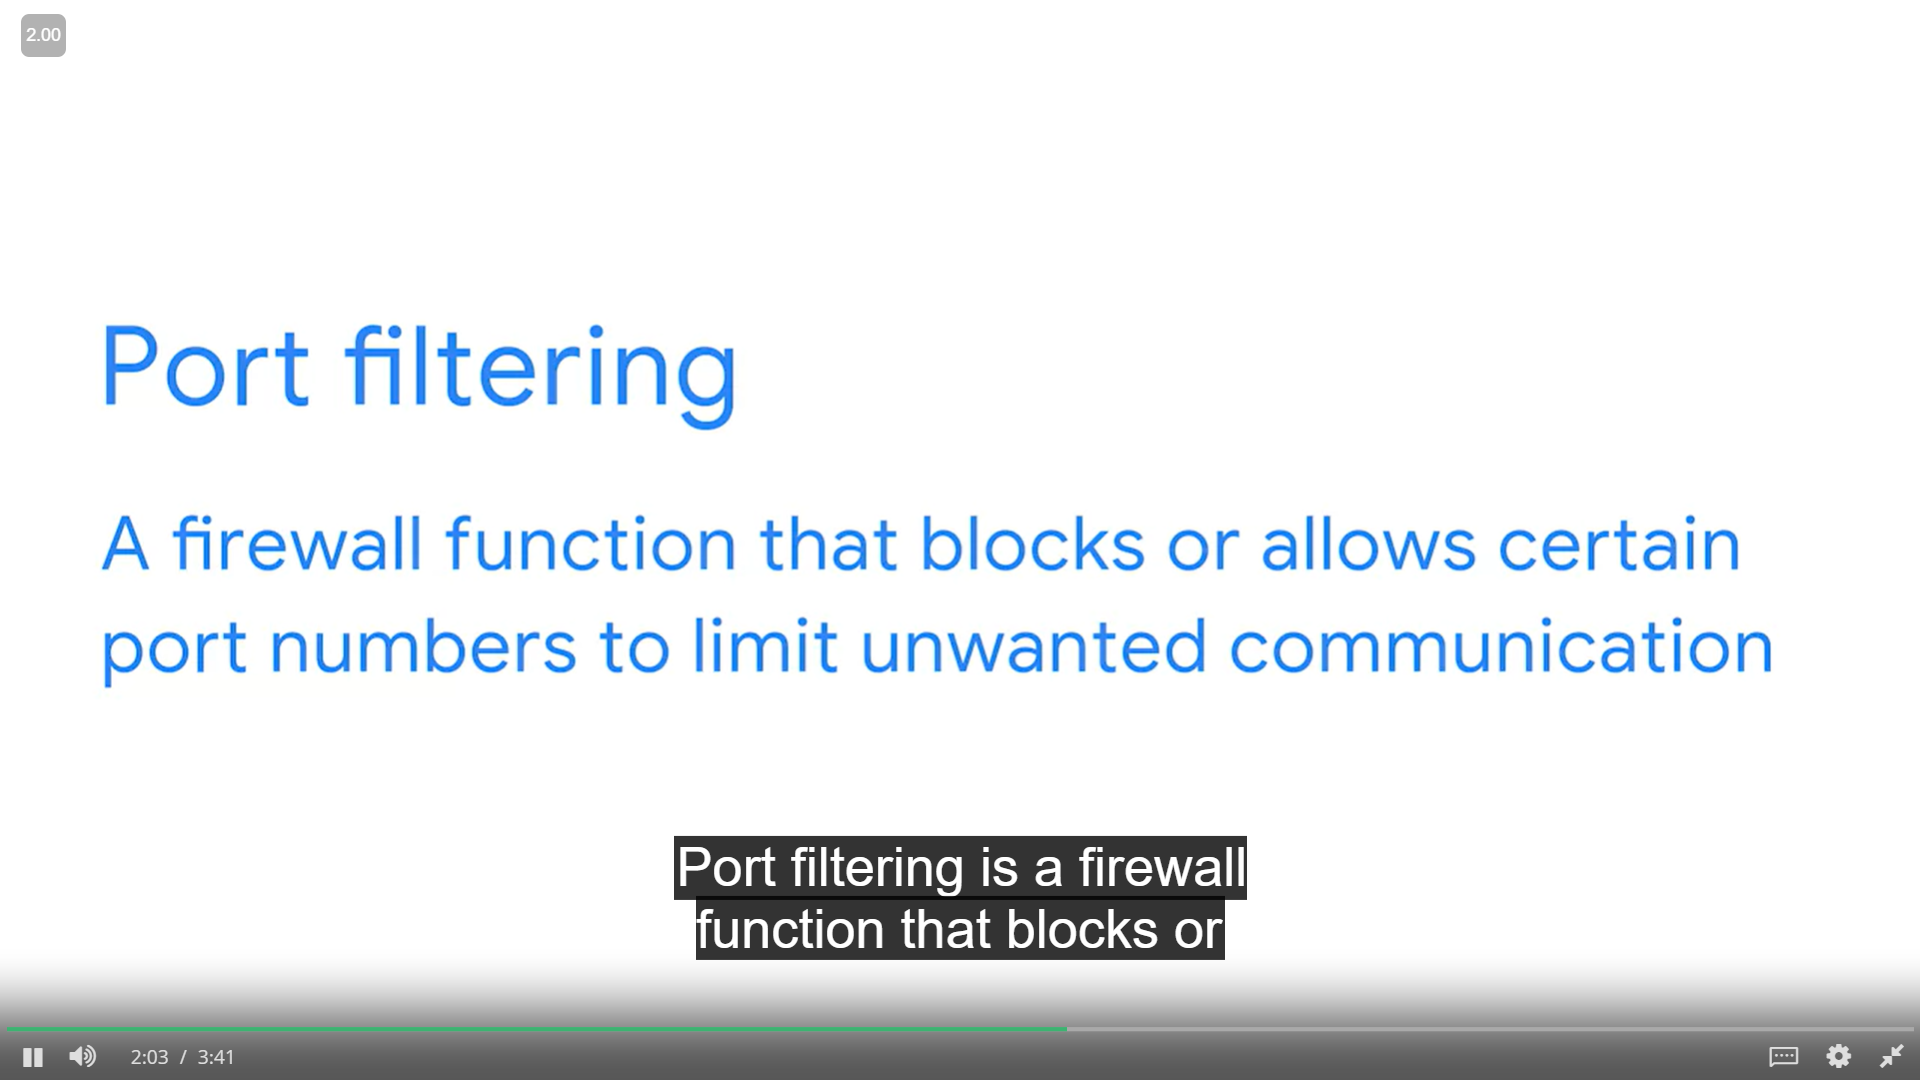 2.00
Port filtering
A firewall function that blocks or allows certain
port numbers to limit unwanted communication
Port filtering is a firewall
function that blocks or
2:03 / 3:41